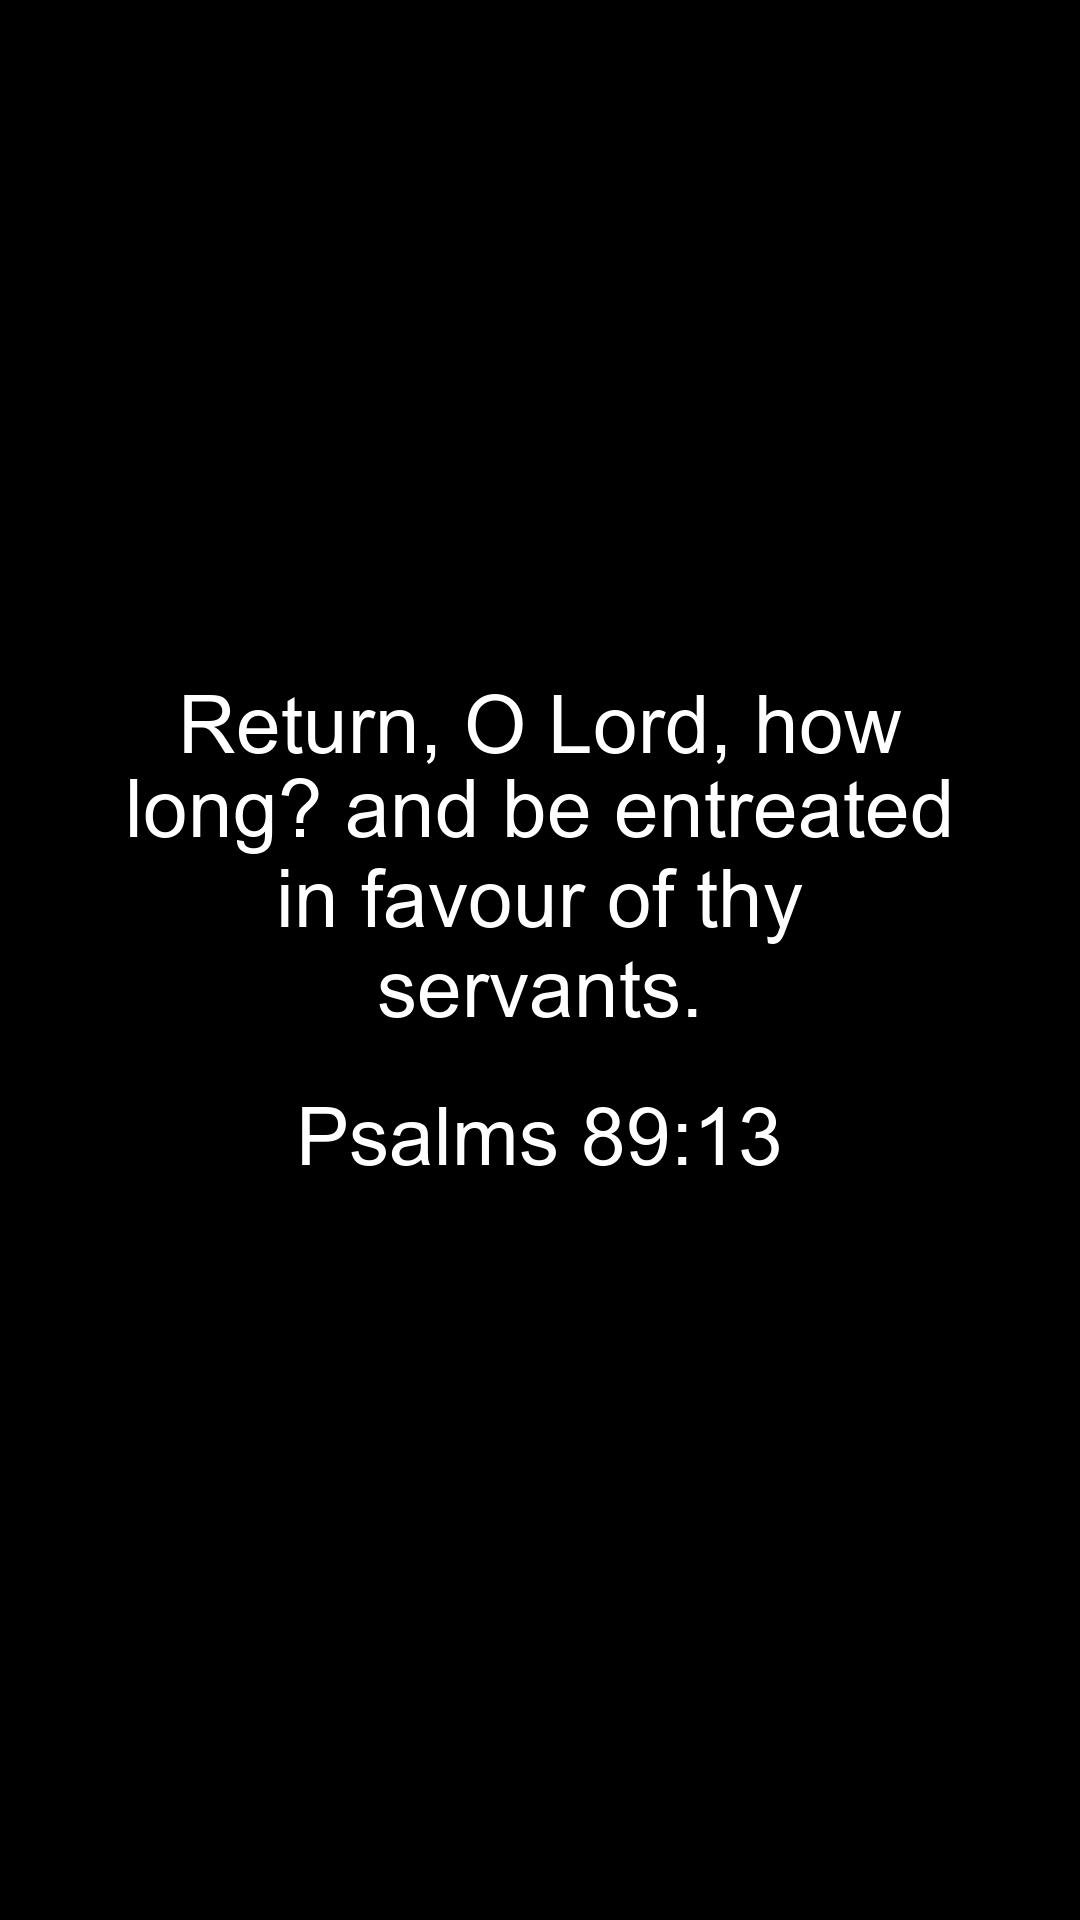 Return, O Lord, how
long? and be entreated
in favour of thy
servants.
Psalms 89:13